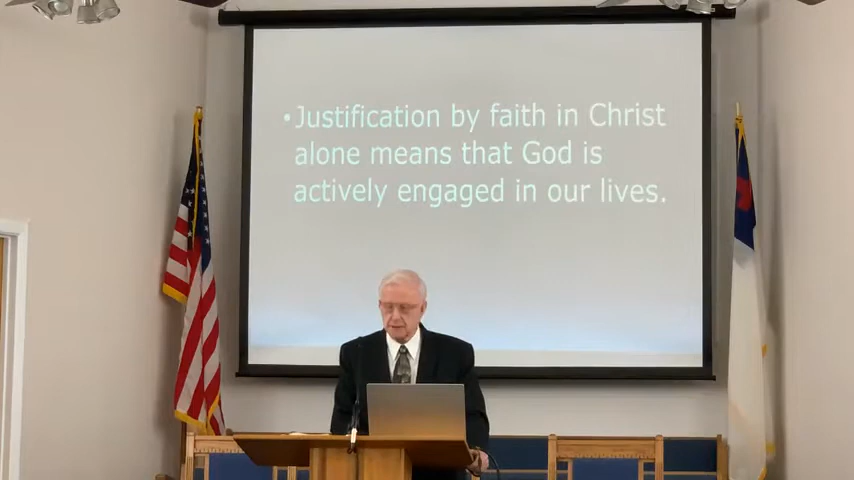 •Justification by faith in Christ
alone means that God is
actively engaged in our lives.